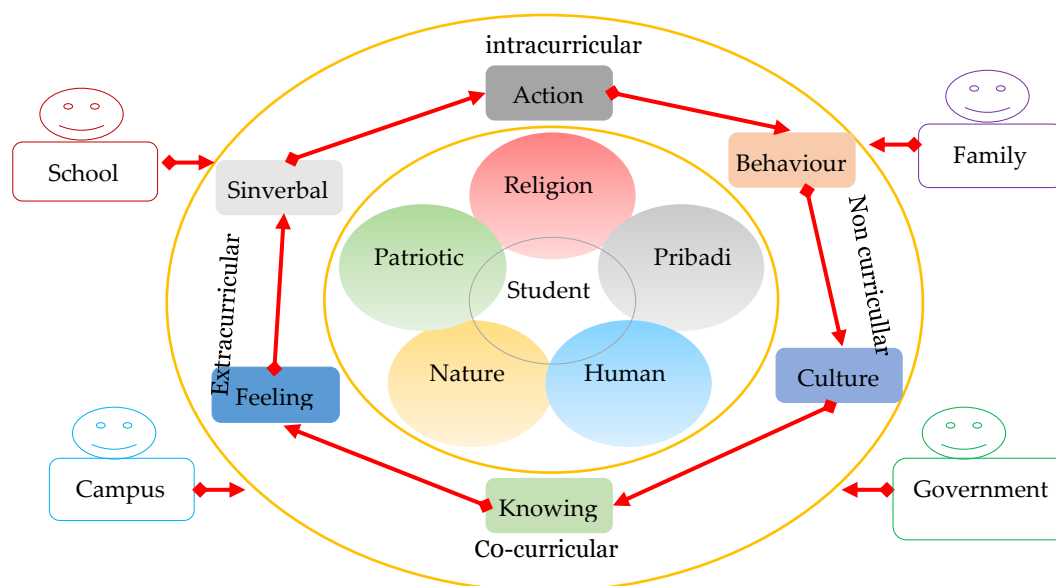 intracurricular
Action
School
Sinverbal
Behaviour
Family
Religion
Patriotic
Pribadi
Student
Extracurricular
Non curricullar
Nature
Human
Feeling
Culture
Campus
Knowing
Government
Co-curricular